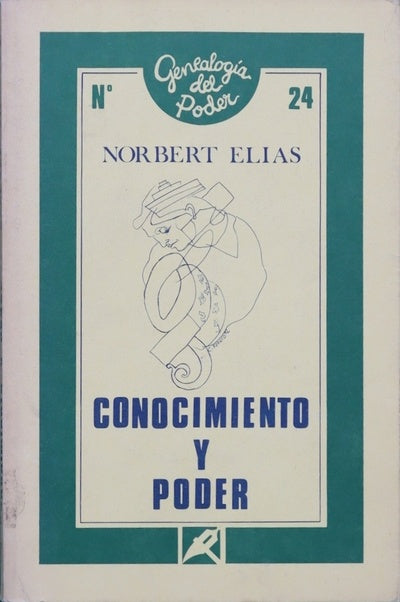 Genealogía
del
Poder
Nº 24
NORBERT ELIAS
CONOCIMIENTO
Y
PODER